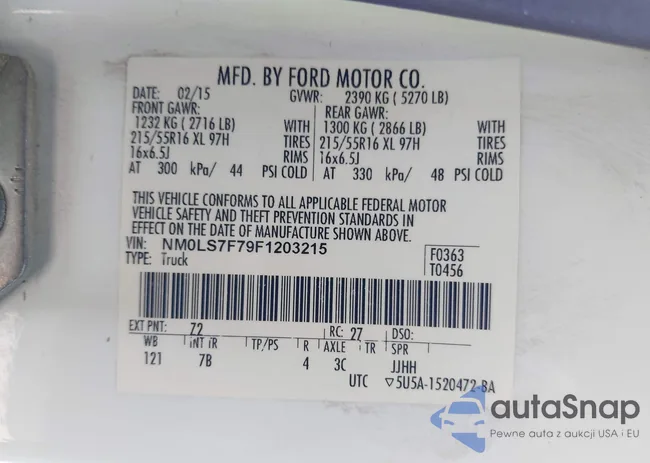 MFD. BY FORD MOTOR CO.
DATE: 02/15 GVWR: 2390 KG ( 5270 LB)
FRONT GAWR: REAR GAWR:
1232 KG ( 2716 LB) WITH 1300 KG ( 2866 LB) WITH
215/55R16 XL 97H TIRES 215/55R16 XL 97H TIRES
16x6.5J RIMS 16x6.5J RIMS
AT 300 kPa/ 44 PSI COLD AT 330 kPa/ 48 PSI COLD
THIS VEHICLE CONFORMS TO ALL APPLICABLE FEDERAL MOTOR
VEHICLE SAFETY AND THEFT PREVENTION STANDARDS IN
EFFECT ON THE DATE OF MANUFACTURE SHOWN ABOVE.
VIN: NM0LS7F79F1203215 F0363
TYPE: Truck T0456
EXT PNT: 72 RC: 27 DSO:
WB INT TR TP/PS R AXLE TR SPR
121 7B 4 3C JJHH
UTC ▽5U5A-1520472-BA
autaSnap
Pewne auta z aukcji USA i EU